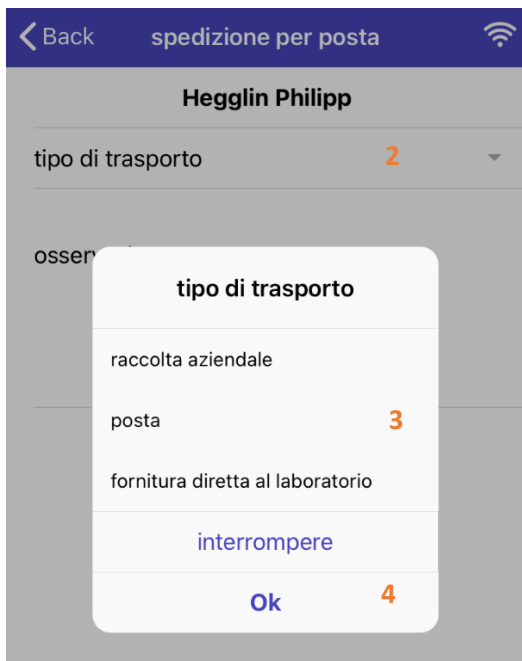 Back spedizione per posta
Hegglin Philipp
tipo di trasporto 2
tipo di trasporto
raccolta aziendale
posta 3
fornitura diretta al laboratorio
interrompere
Ok 4